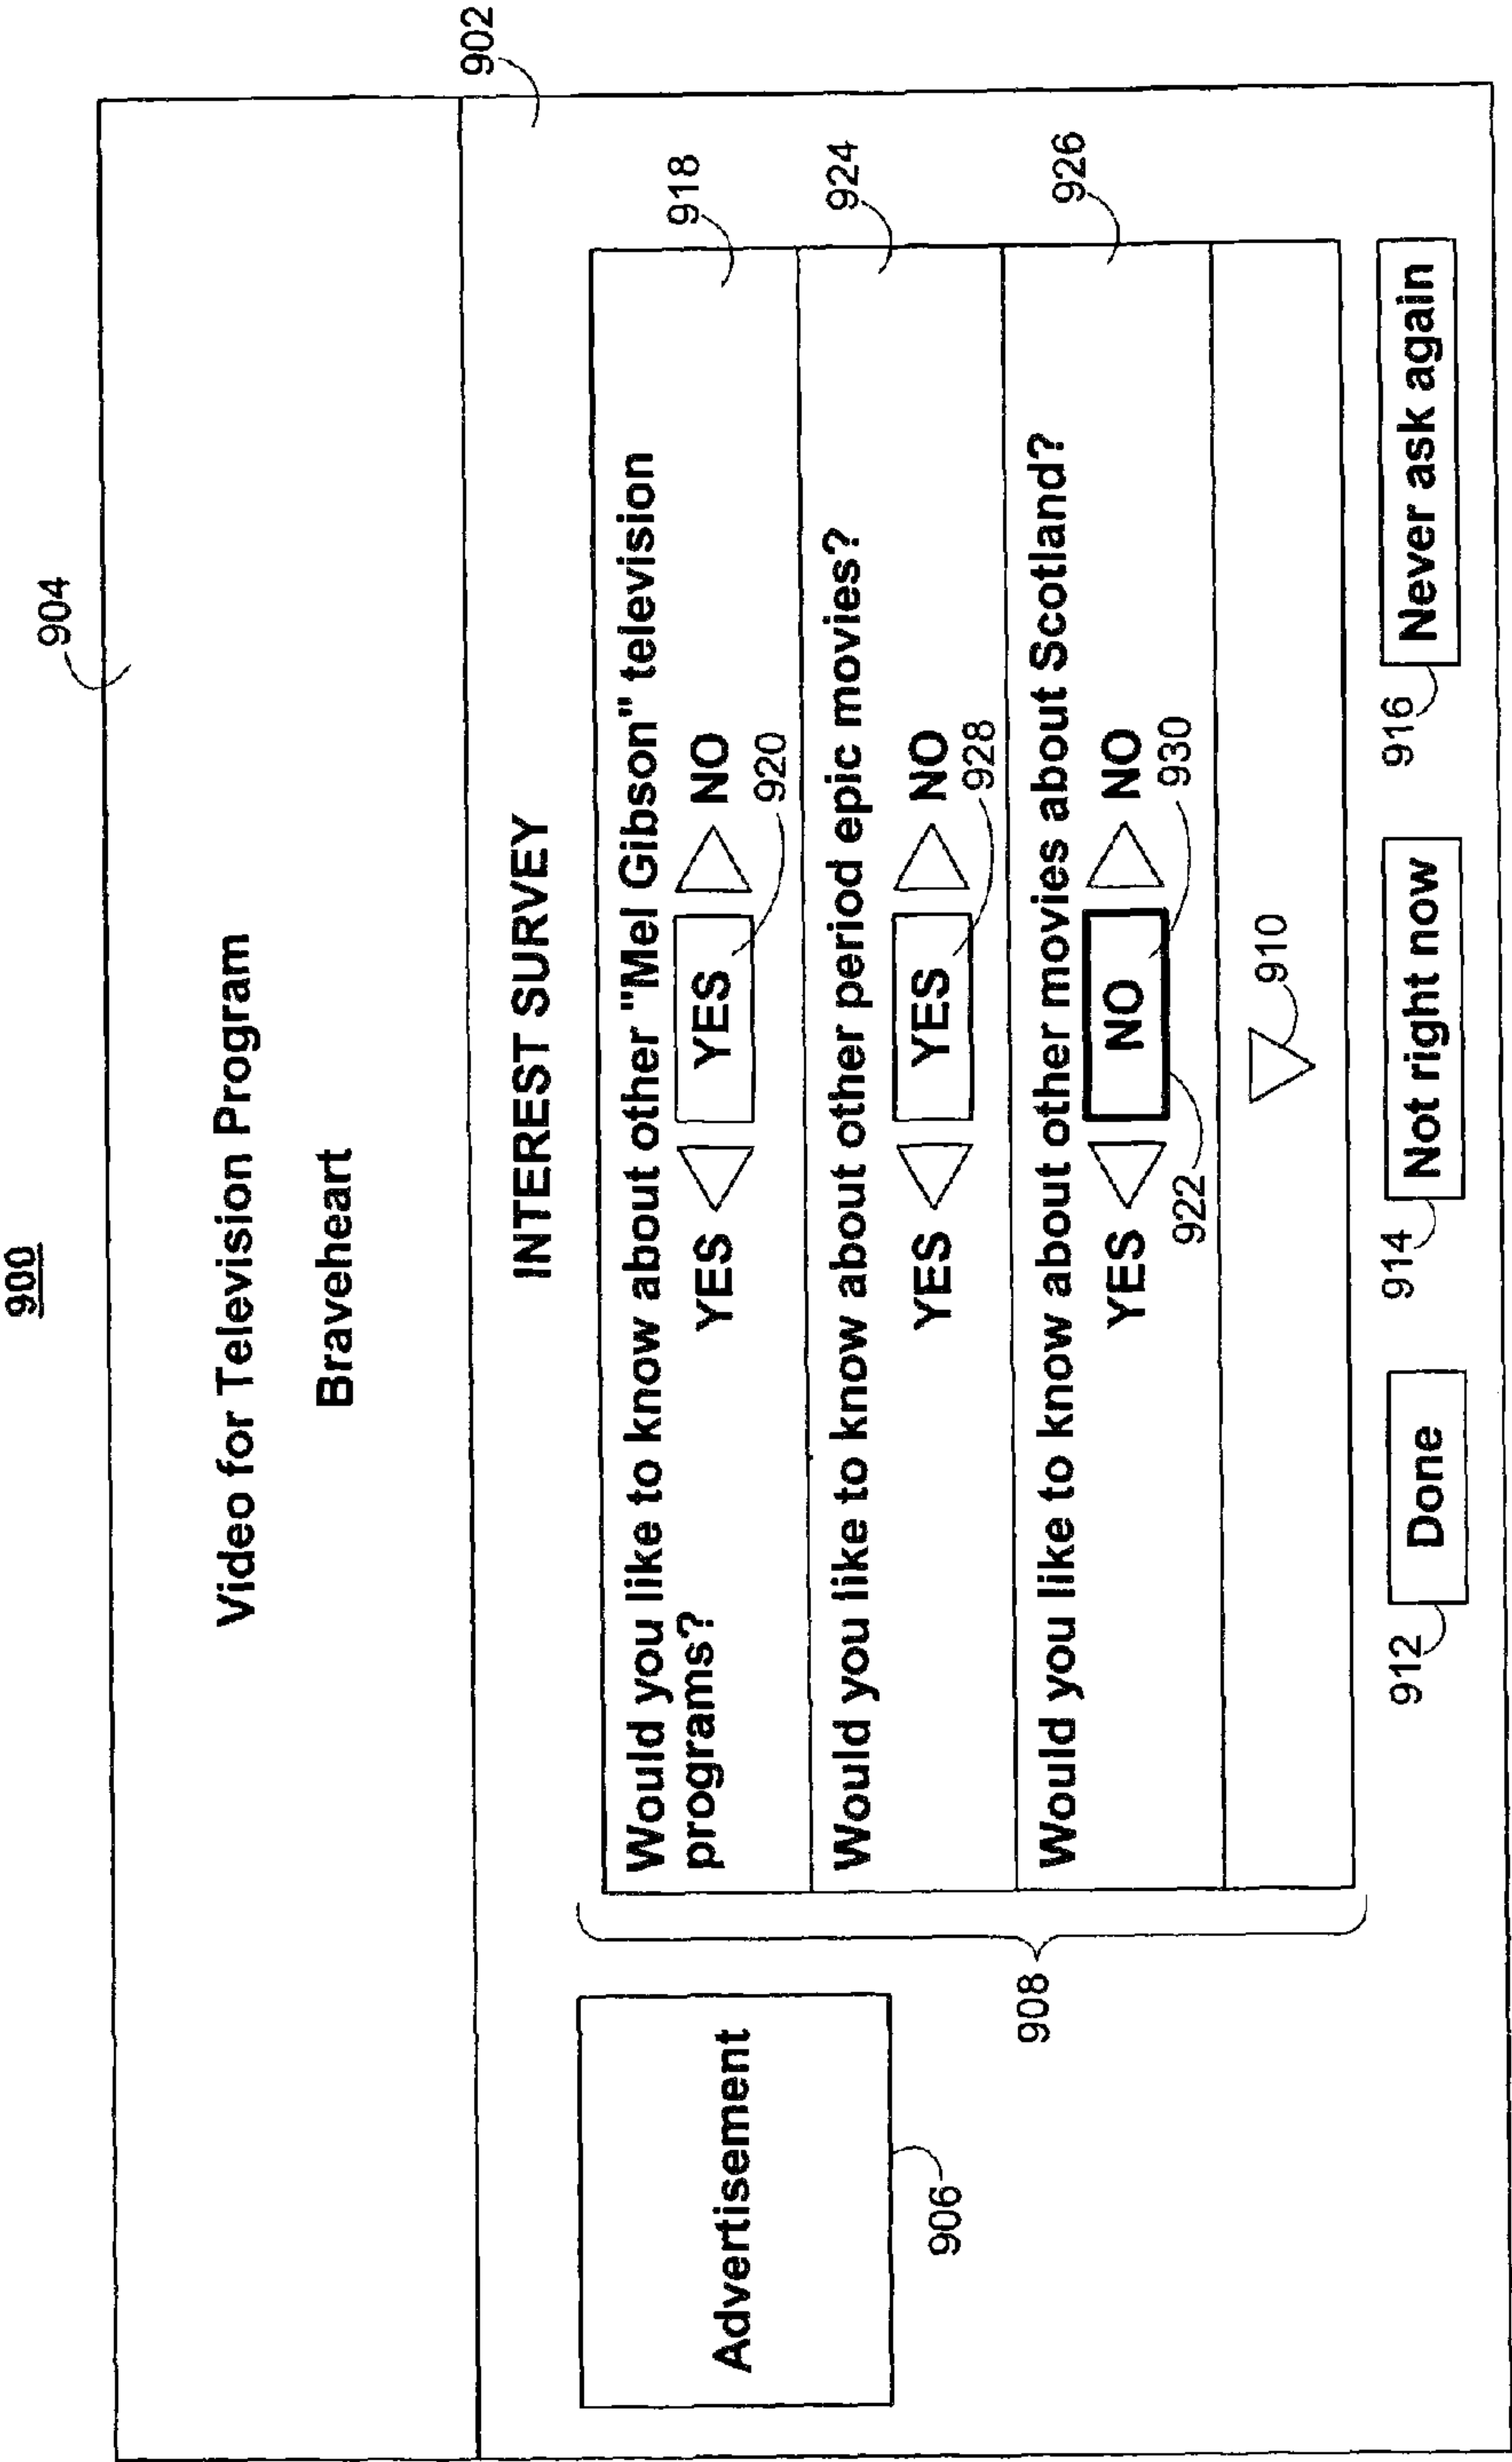 900
904
Video for Television Program
Braveheart
902
INTEREST SURVEY
Advertisement
906
908
Would you like to know about other "Mel Gibson" television
programs?
YES YES NO
918
920
Would you like to know about other period epic movies?
YES YES NO
924
928
Would you like to know about other movies about Scotland?
YES NO NO
926
922
930
910
912
Done
914
Not right now
916
Never ask again